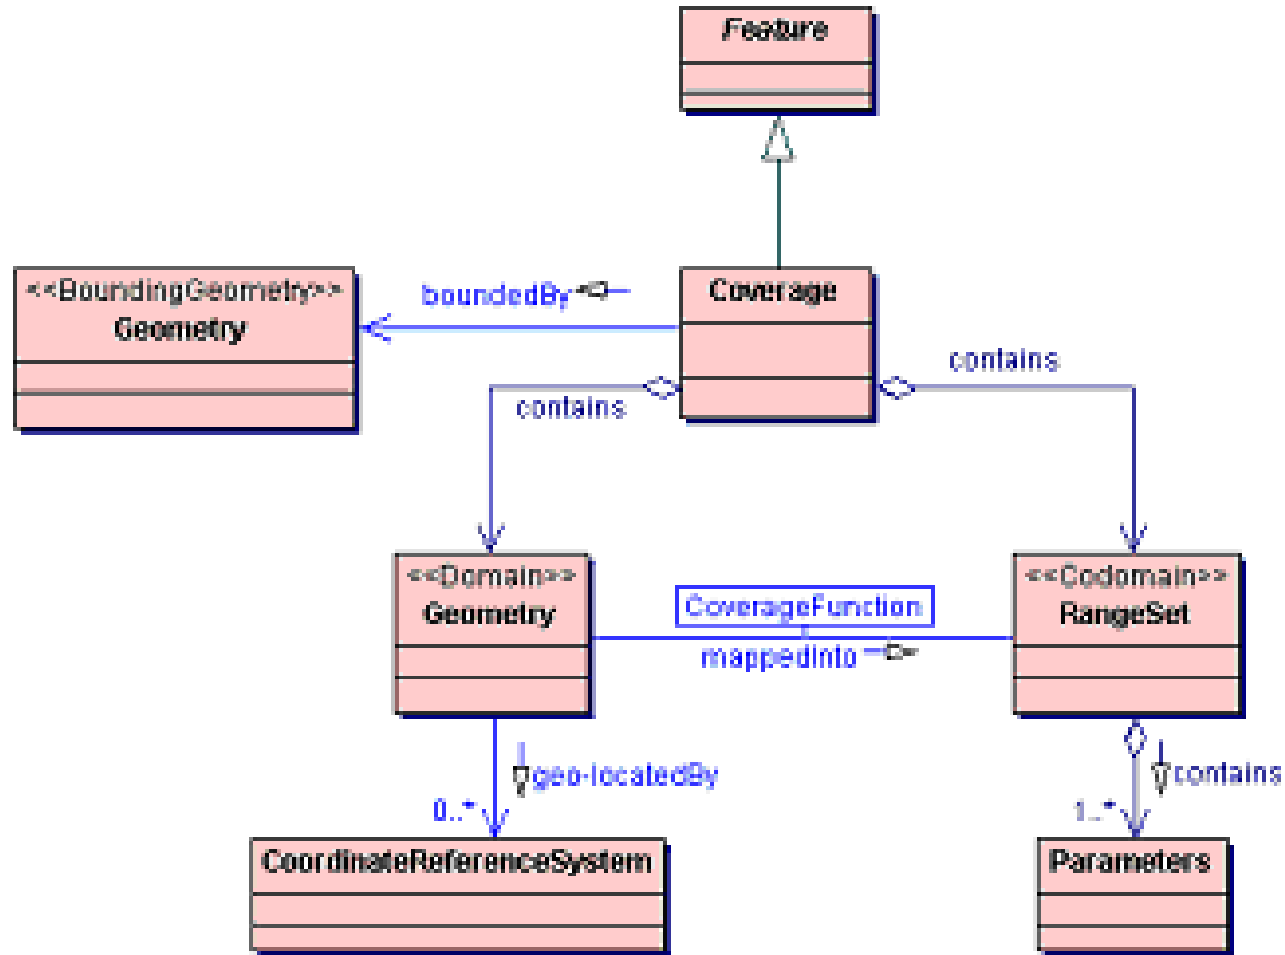 Feature
<<BoundingGeometry>>
Geometry
boundedBy
Coverage
contains
contains
<<Domain>>
Geometry
CoverageFunction
mappedInto
<<Codomain>>
RangeSet
geo-locatedBy
0..*
contains
1..*
CoordinateReferenceSystem
Parameters